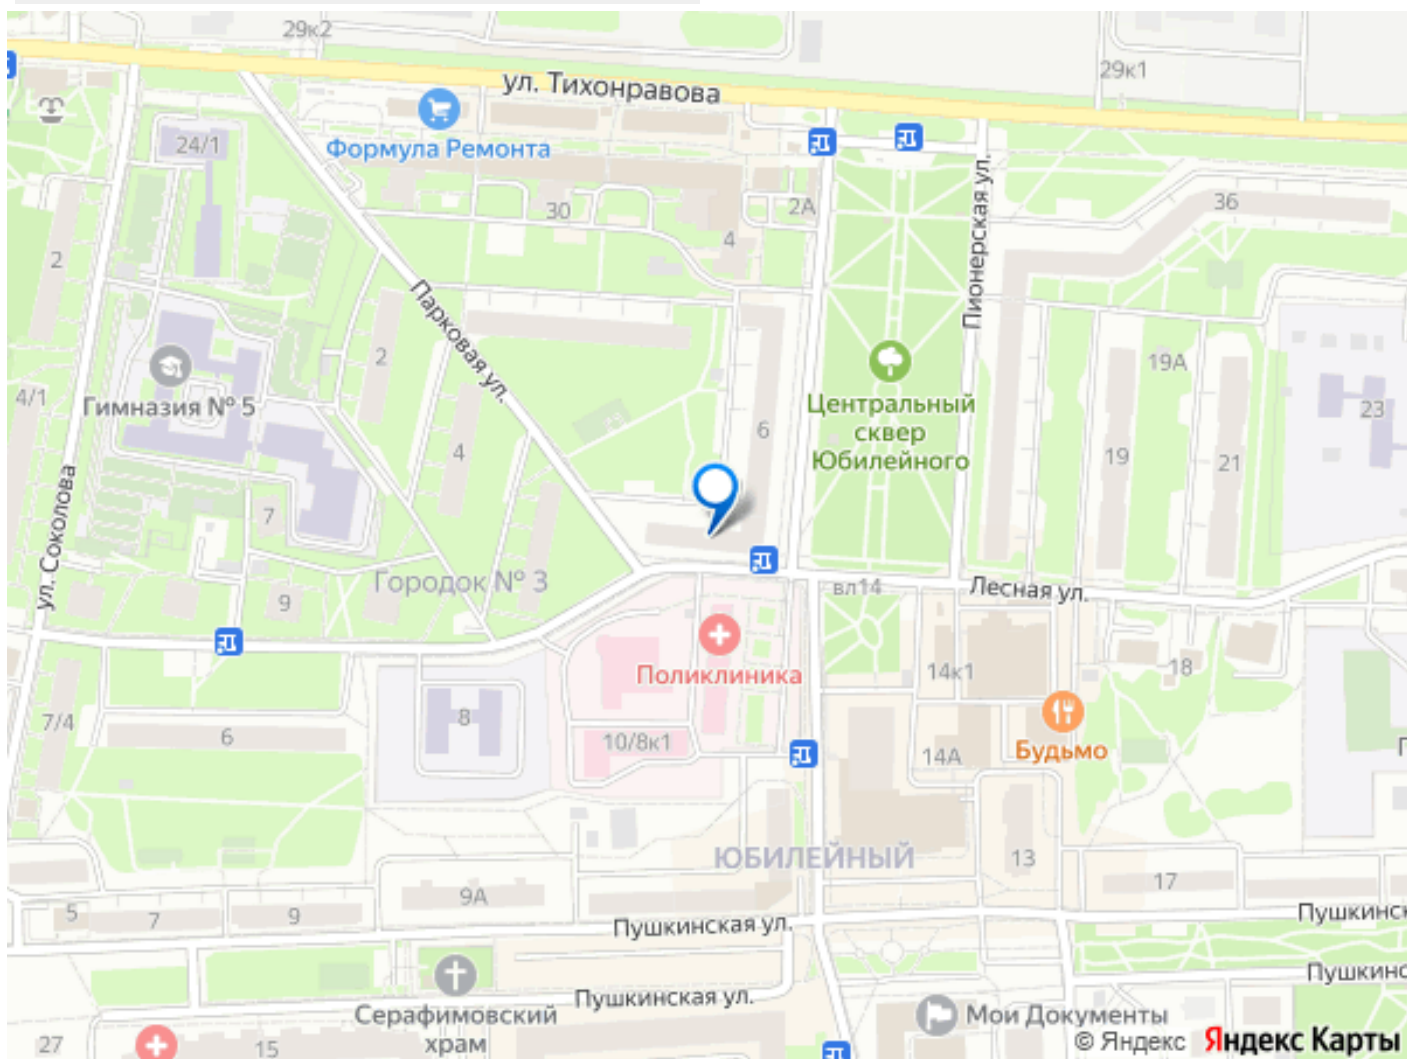 29к2
29к1
ул. Тихонравова
24/1
Формула Ремонта
36
30
2А
4
Пионерская ул.
2
Парковая ул.
2
19А
4/1
Гимназия № 5
Центральный
сквер
Юбилейного
23
6
4
19
21
ул. Соколова
7
Городок № 3
вл14
Лесная ул.
9
Поликлиника
14к1
18
7/4
6
8
10/8к1
14А
Будьмо
ЮБИЛЕЙНЫЙ
13
17
9А
5
7
9
Пушкинская ул.
Пушкинск
Пушкинс
Пушкинская ул.
Серафимовский
храм
Мои Документы
27
15
© Яндекс Яндекс Карты